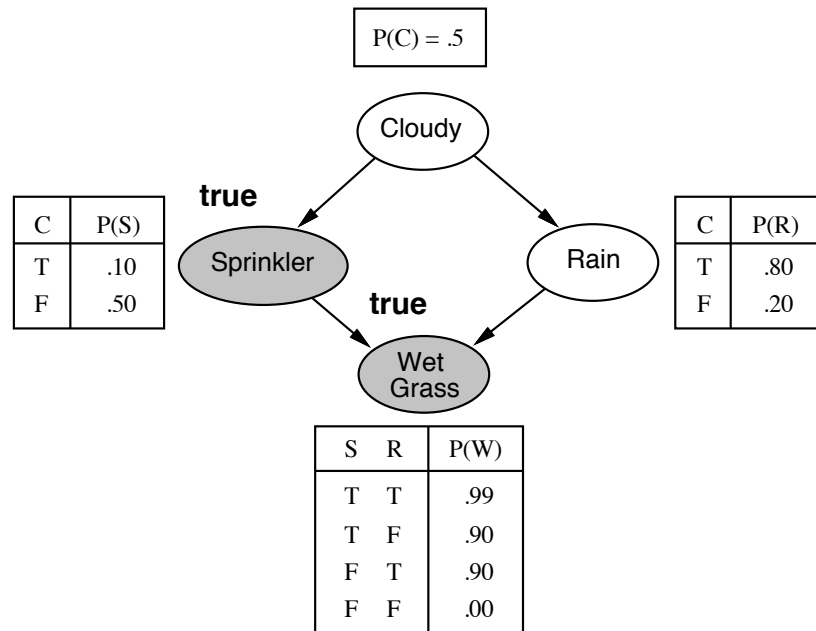 P(C) = .5
Cloudy
true
C P(S)
T .10
F .50
Sprinkler
Rain
C P(R)
T .80
F .20
true
Wet
Grass
S R P(W)
T T .99
T F .90
F T .90
F F .00